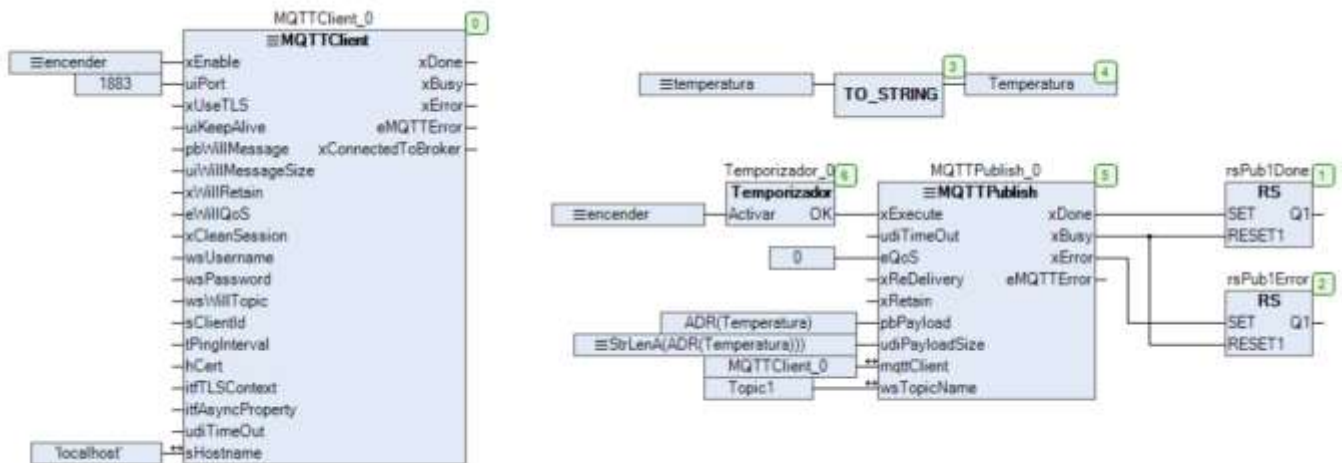 MQTTClient_0
0
MQTTClient
encender
xEnable
xDone
1883
uiPort
xBusy
xUseTLS
xError
uiKeepAlive
eMQTTError
pbWillMessage
xConnectedToBroker
uiWillMessageSize
xWillRetain
eWillQoS
xCleanSession
wsUsername
wsPassword
wsWillTopic
sClientId
tPingInterval
hCert
itfTLSContext
itfAsyncProperty
udiTimeOut
'localhost'
sHostname
temperatura
TO_STRING
3
Temperatura
4
Temporizador_0
6
Temporizador
encender
Activar
OK
MQTTPublish_0
5
MQTTPublish
xExecute
xDone
udiTimeOut
xBusy
0
eQoS
xError
xReDelivery
eMQTTError
xRetain
ADR(Temperatura)
pbPayload
StrLenA(ADR(Temperatura)))
udiPayloadSize
MQTTClient_0
mqttClient
Topic1
wsTopicName
rsPub1Done
1
RS
SET
Q1
RESET1
rsPub1Error
2
RS
SET
Q1
RESET1